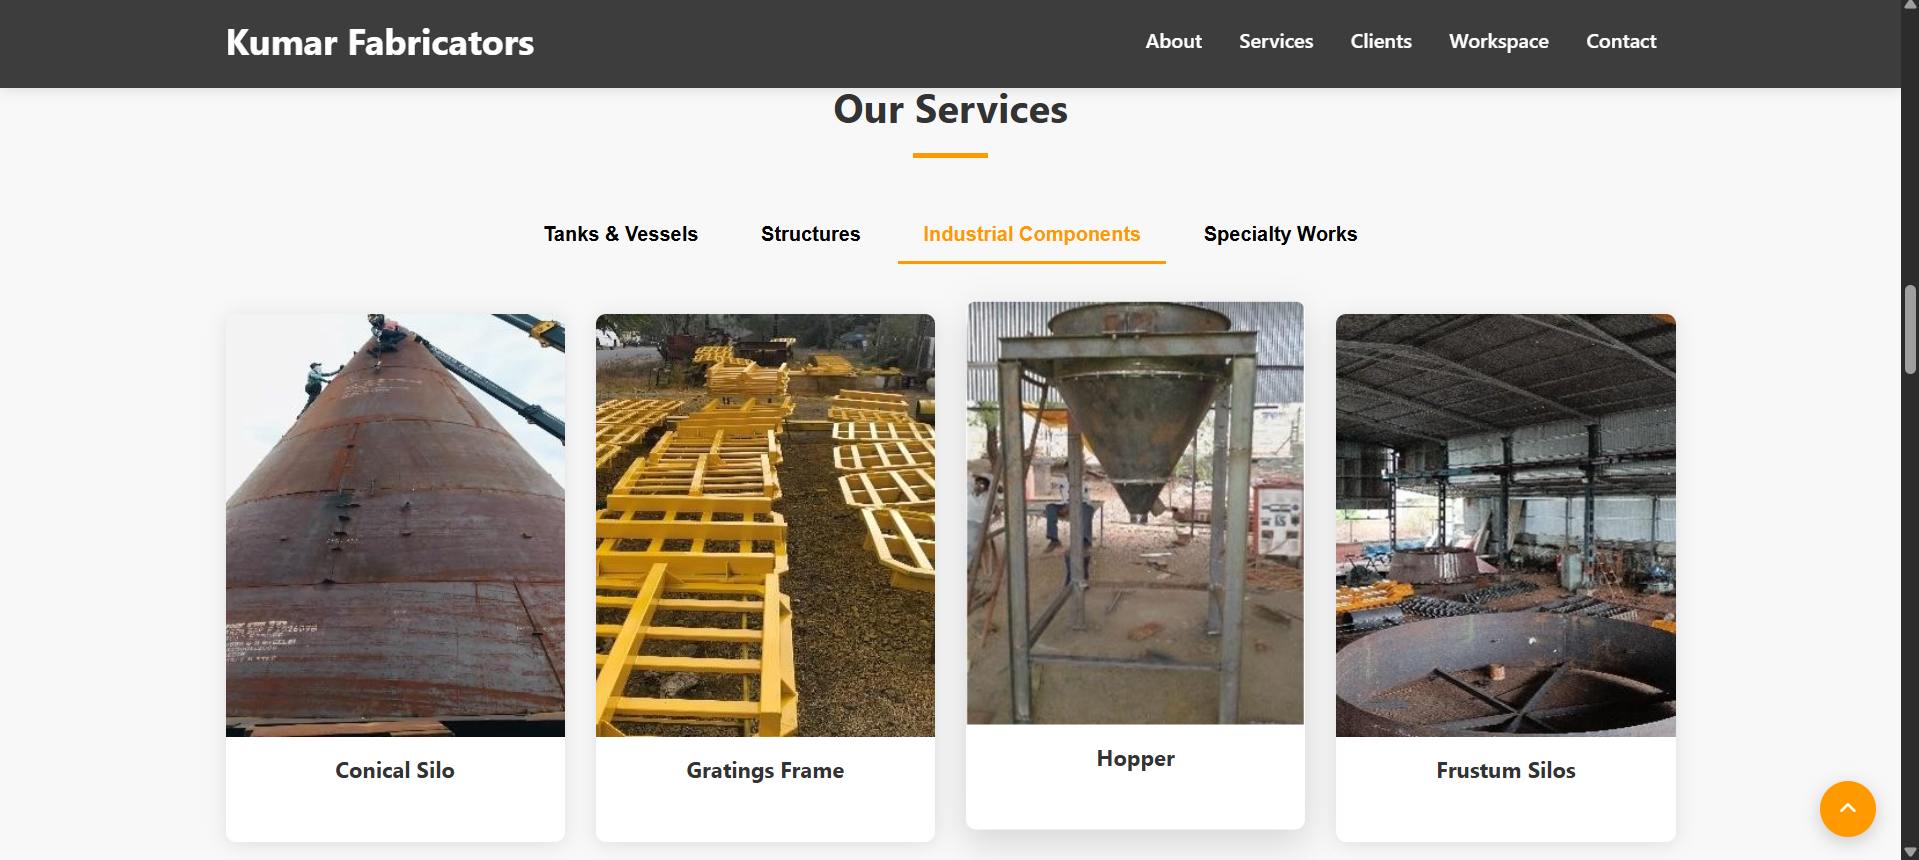 Kumar Fabricators
About
Services
Clients
Workspace
Contact
Our Services
Tanks & Vessels
Structures
Industrial Components
Specialty Works
Conical Silo
Gratings Frame
Hopper
Frustum Silos